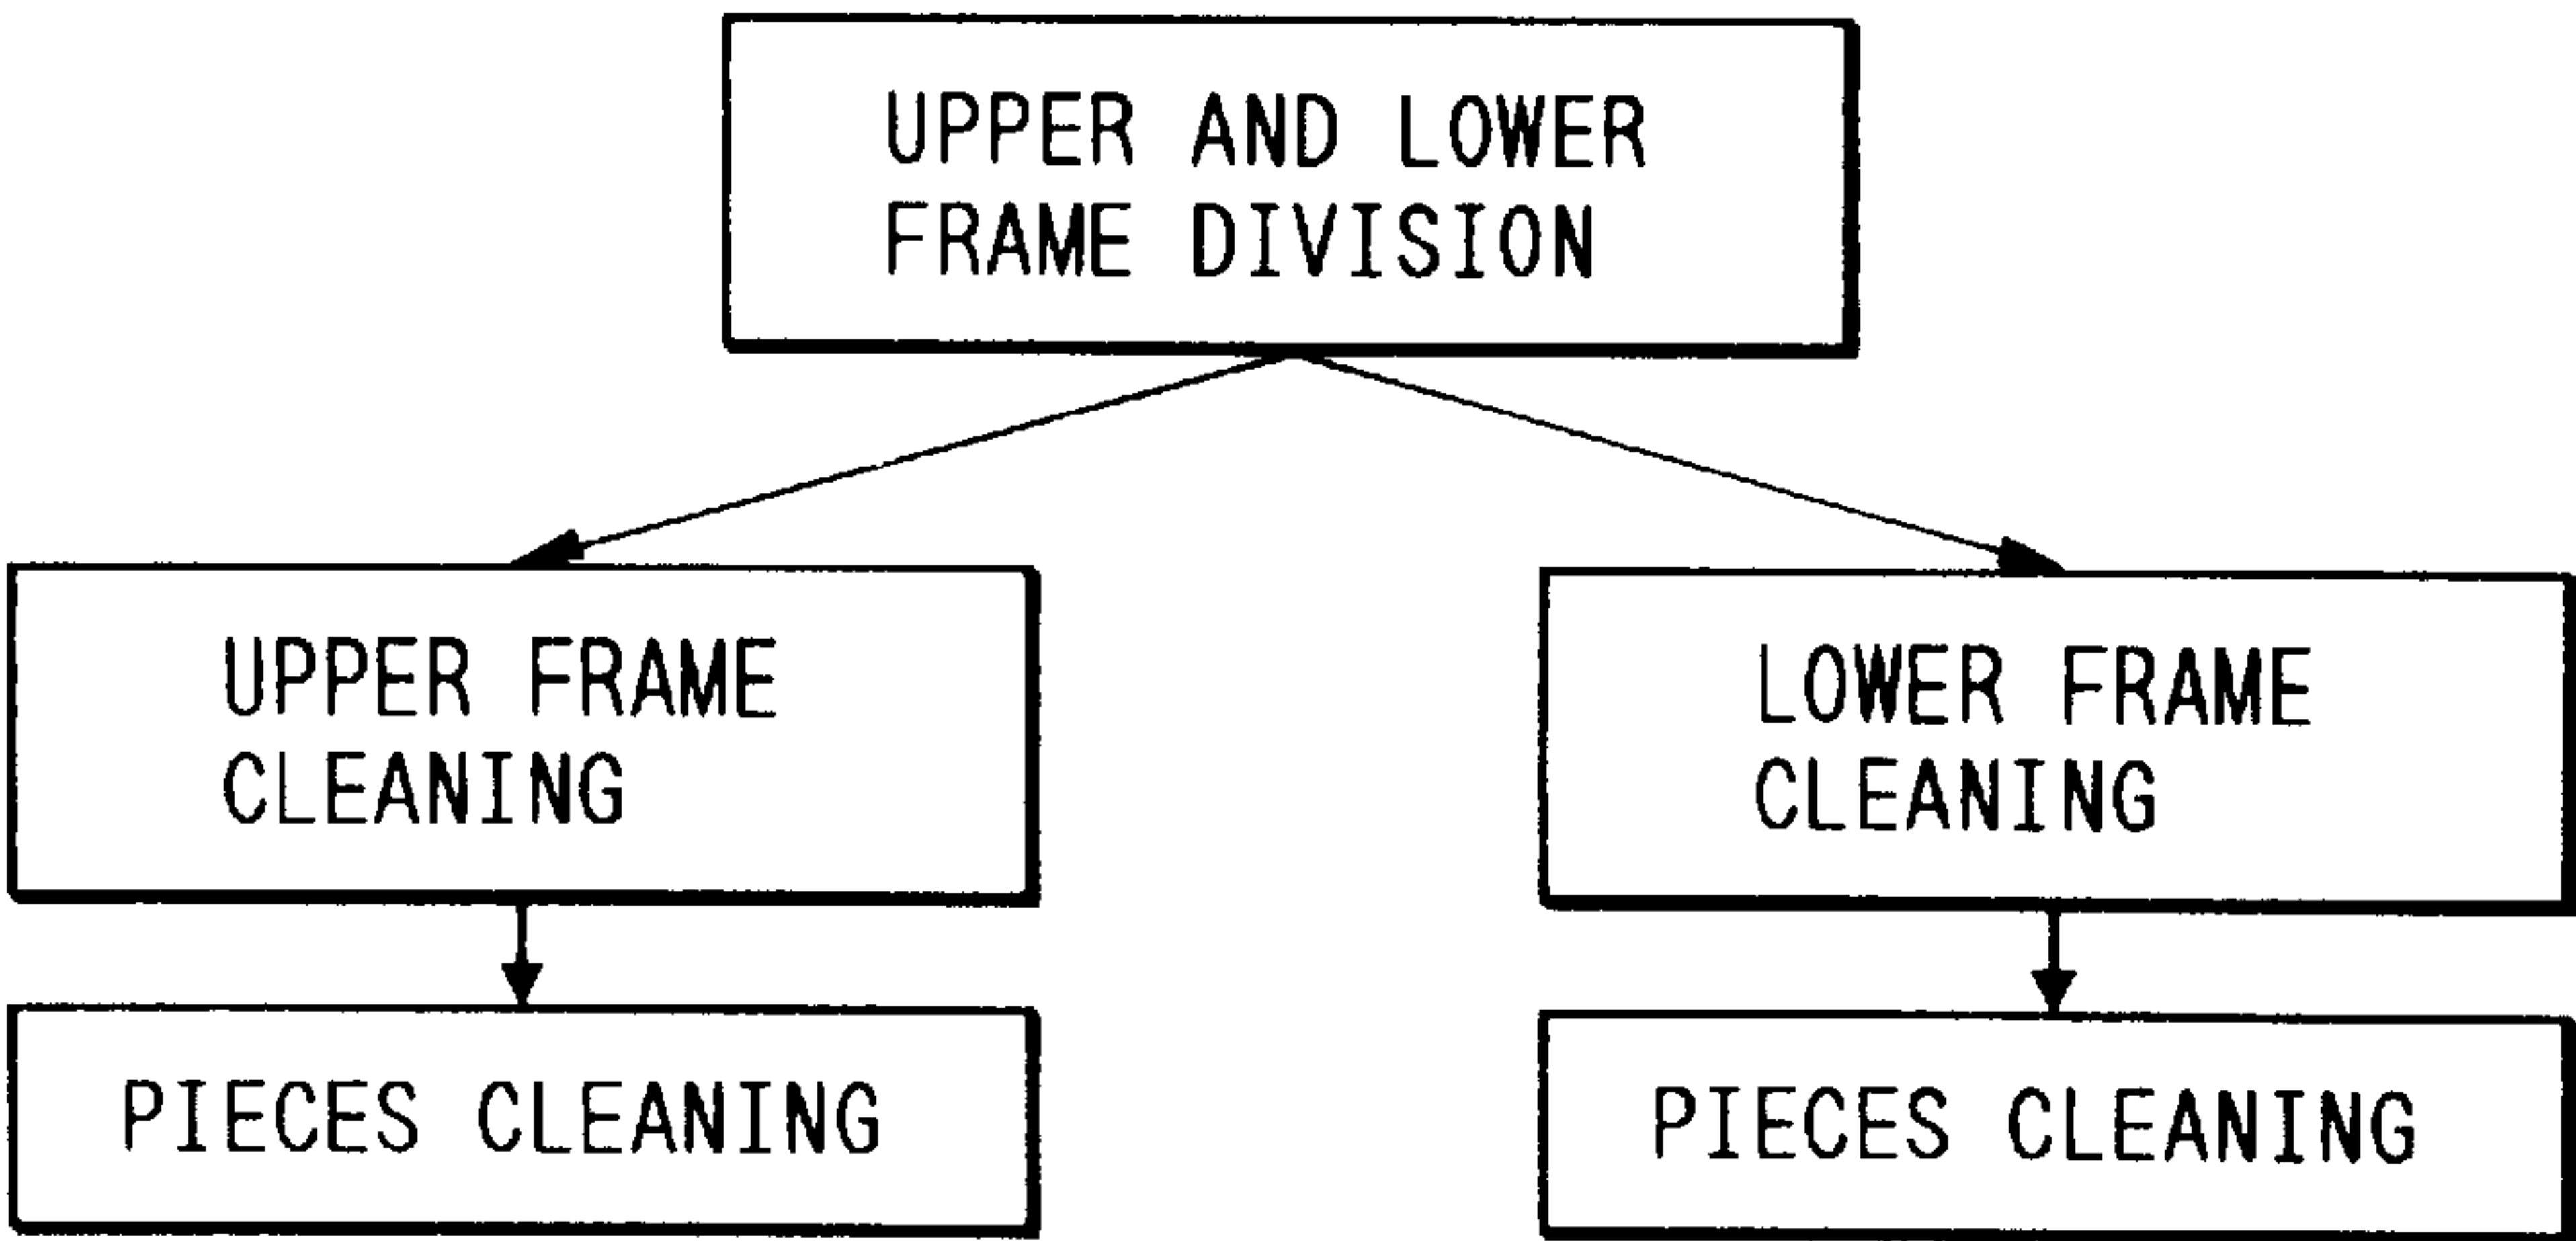 UPPER AND LOWER
FRAME DIVISION
UPPER FRAME
CLEANING
LOWER FRAME
CLEANING
PIECES CLEANING
PIECES CLEANING